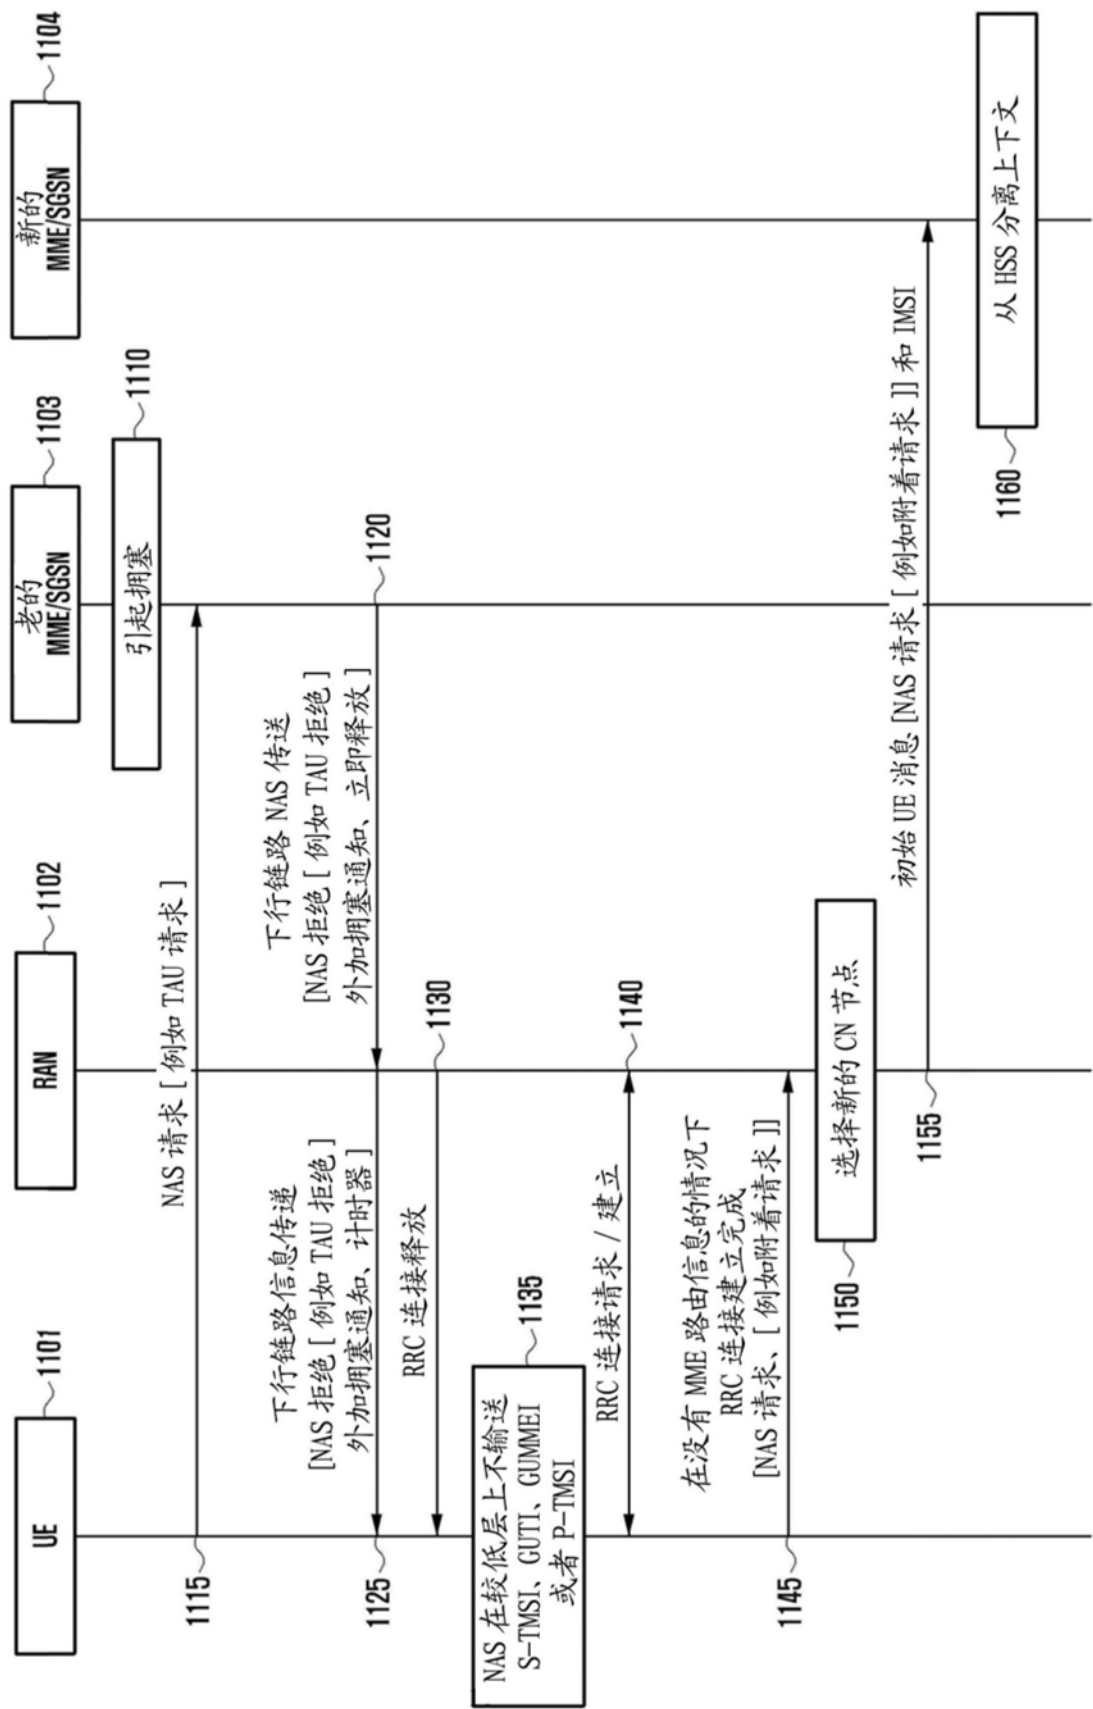 UE
1101
RAN
1102
老的
MME/SGSN
1103
新的
MME/SGSN
1104
引起拥塞
1110
NAS 请求 [ 例如 TAU 请求 ]
1115
下行链路 NAS 传送
[NAS 拒绝 [ 例如 TAU 拒绝 ]
外加拥塞通知、立即释放 ]
1120
下行链路信息传递
[NAS 拒绝 [ 例如 TAU 拒绝 ]
外加拥塞通知、计时器 ]
1125
RRC 连接释放
1130
NAS 在较低层上不输送
S-TMSI、GUTI、GUMMEI
或者 P-TMSI
1135
RRC 连接请求 / 建立
1140
在没有 MME 路由信息的情况下
RRC 连接建立完成
[NAS 请求、[ 例如附着请求 ]]
1145
选择新的 CN 节点
1150
初始 UE 消息 [NAS 请求 [ 例如附着请求 ]] 和 IMSI
1155
从 HSS 分离上下文
1160